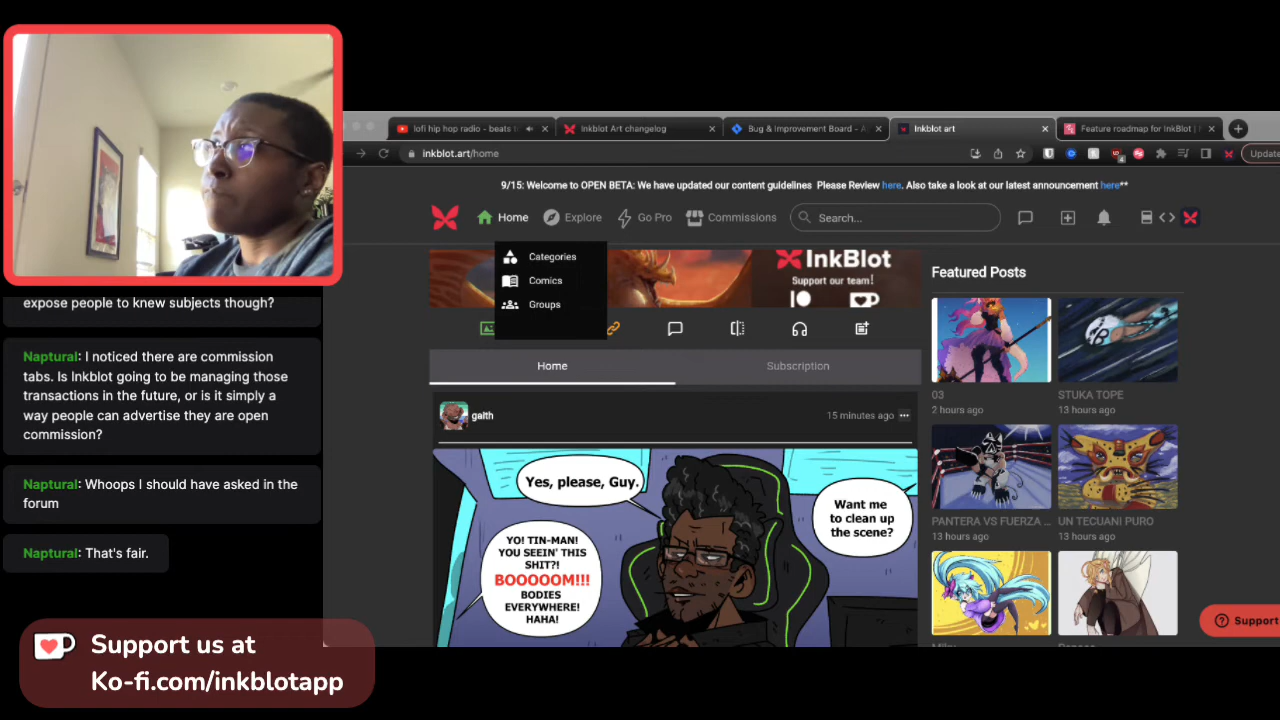 expose people to knew subjects though?
Naptural: I noticed there are commission
tabs. Is Inkblot going to be managing those
transactions in the future, or is it simply a
way people can advertise they are open
commission?
Naptural: Whoops I should have asked in the
forum
Naptural: That's fair.
Support us at
Ko-fi.com/inkblotapp
lofi hip hop radio - beats
Inkblot Art changelog
Bug & Improvement Board -
Inkblot art
Feature roadmap for InkBlot |
inkblot.art/home
4
Update
9/15: Welcome to OPEN BETA: We have updated our content guidelines Please Review here. Also take a look at our latest announcement here**
Home
Explore
Go Pro
Commissions
Search...
Categories
Comics
Groups
InkBlot
Support our team!
Home
Subscription
galth
15 minutes ago
Yes, please, Guy.
Want me
to clean up
the scene?
YO! TIN-MAN!
YOU SEEIN' THIS
SHIT?!
BOOOOOM!!!
BODIES
EVERYWHERE!
HAHA!
Featured Posts
03
2 hours ago
STUKA TOPE
13 hours ago
PANTERA VS FUERZA ...
13 hours ago
UN TECUANI PURO
13 hours ago
Support